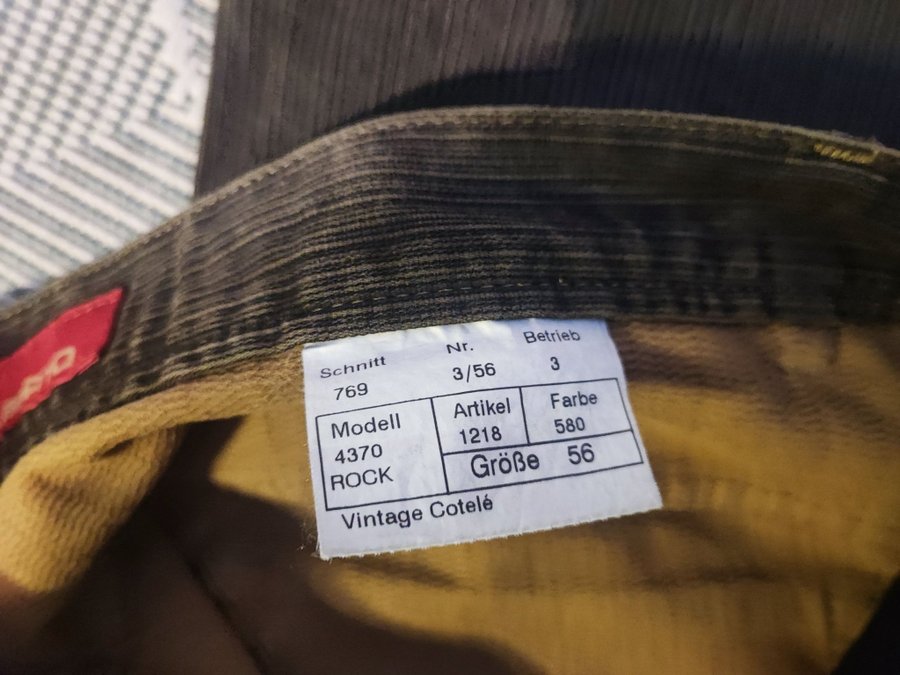 Schnitt Nr. Betrieb
769 3/56 3
Modell Artikel Farbe
4370 1218 580
ROCK Größe 56
Vintage Cotelé